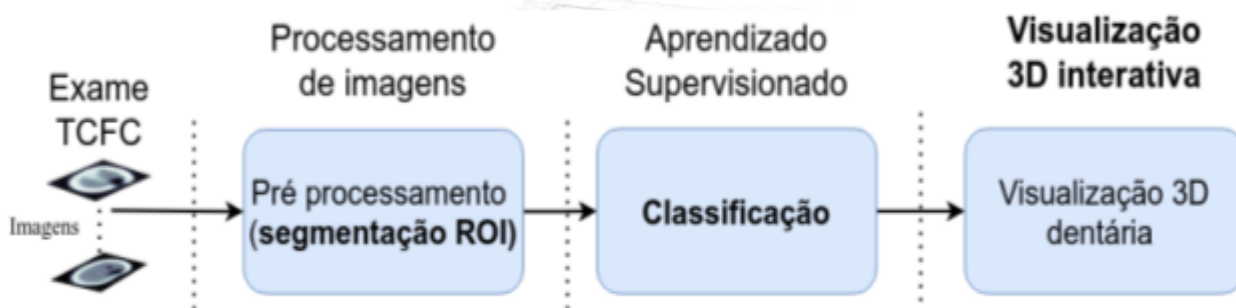 Exame
TCFC
Imagens
Processamento
de imagens
Pré processamento
(segmentação ROI)
Aprendizado
Supervisionado
Classificação
Visualização
3D interativa
Visualização 3D
dentária